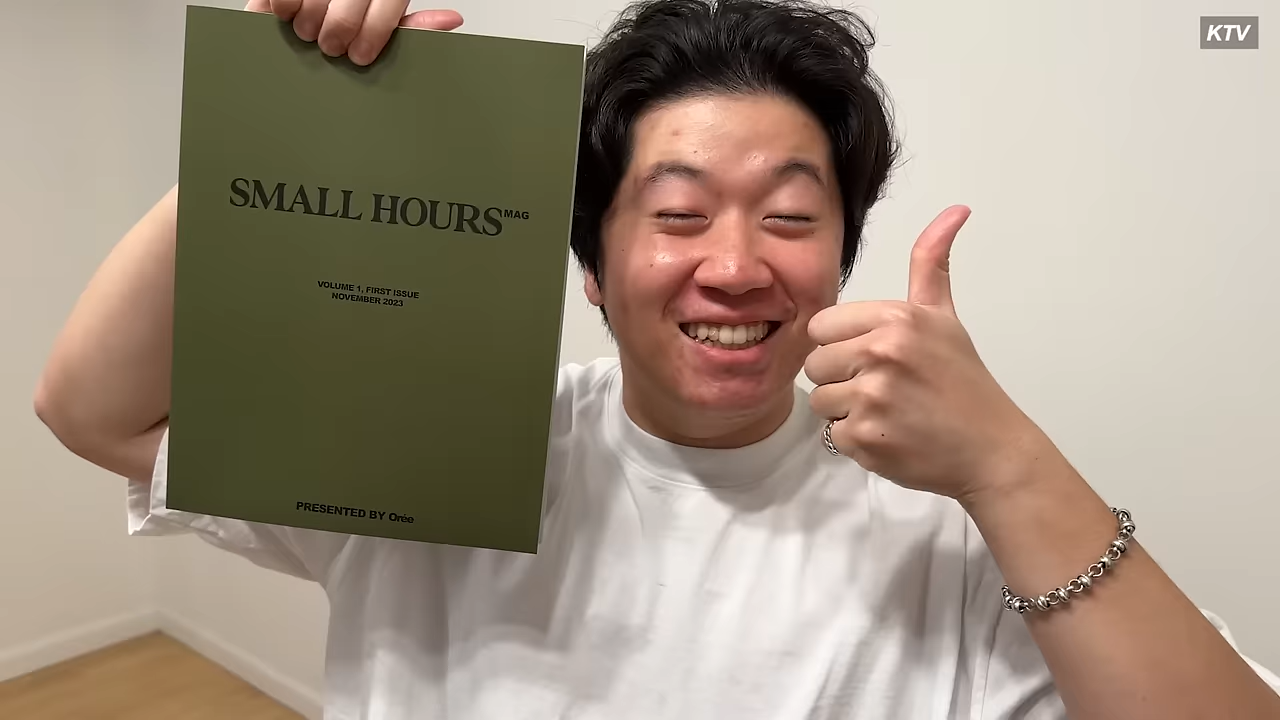 KTV
SMALL HOURS MAG
VOLUME 1, FIRST ISSUE
NOVEMBER 2023
PRESENTED BY Orée